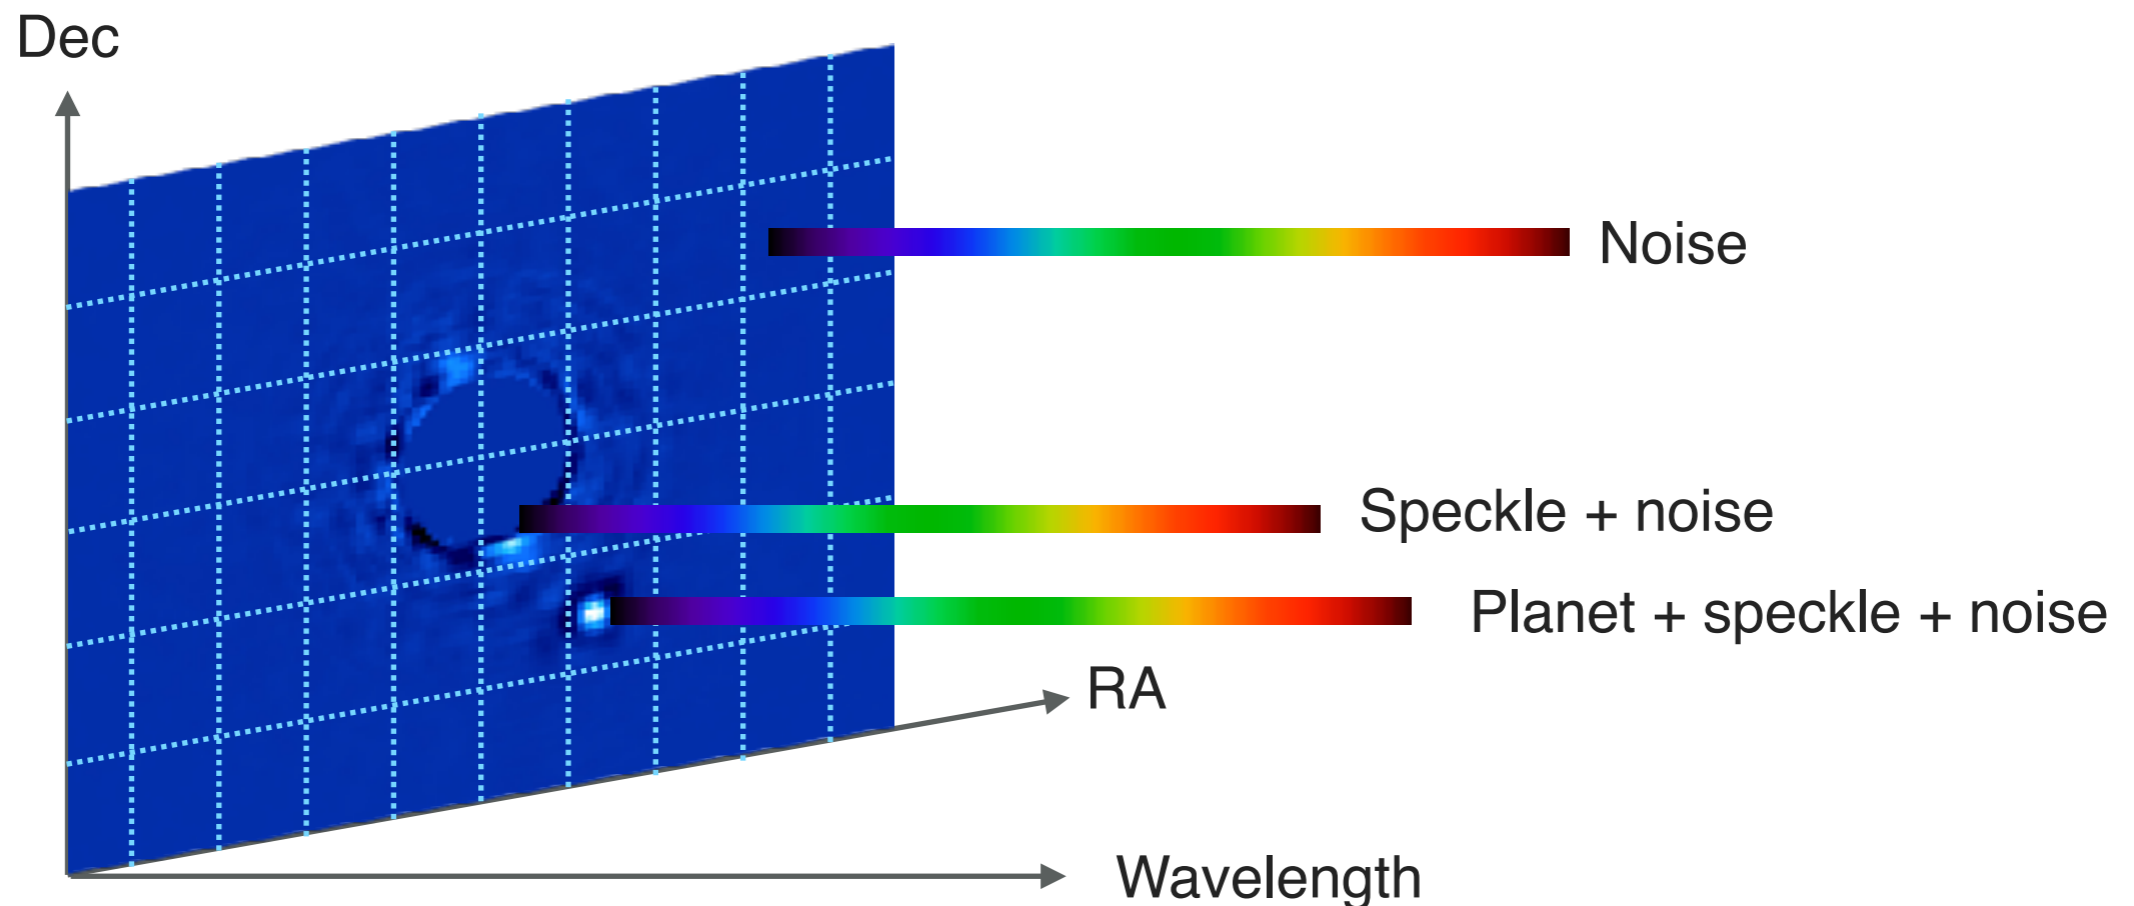 Dec
Noise
Speckle + noise
Planet + speckle + noise
RA
Wavelength